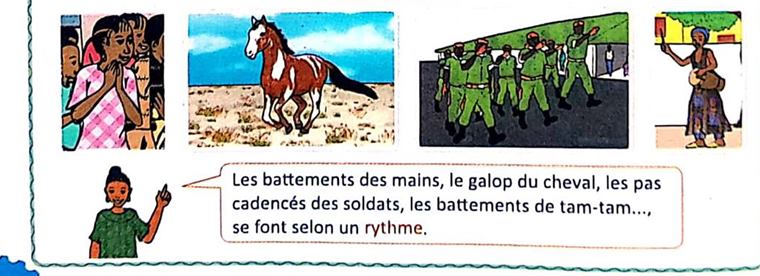 Les battements des mains, le galop du cheval, les pas
cadencés des soldats, les battements de tam-tam...,
se font selon un rythme.